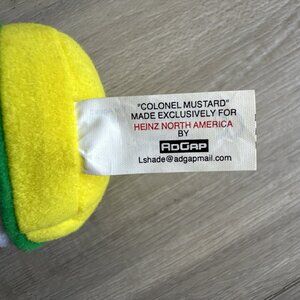 "COLONEL MUSTARD"
MADE EXCLUSIVELY FOR
HEINZ NORTH AMERICA
BY
ADGAP
Lshade@adgapmail.com